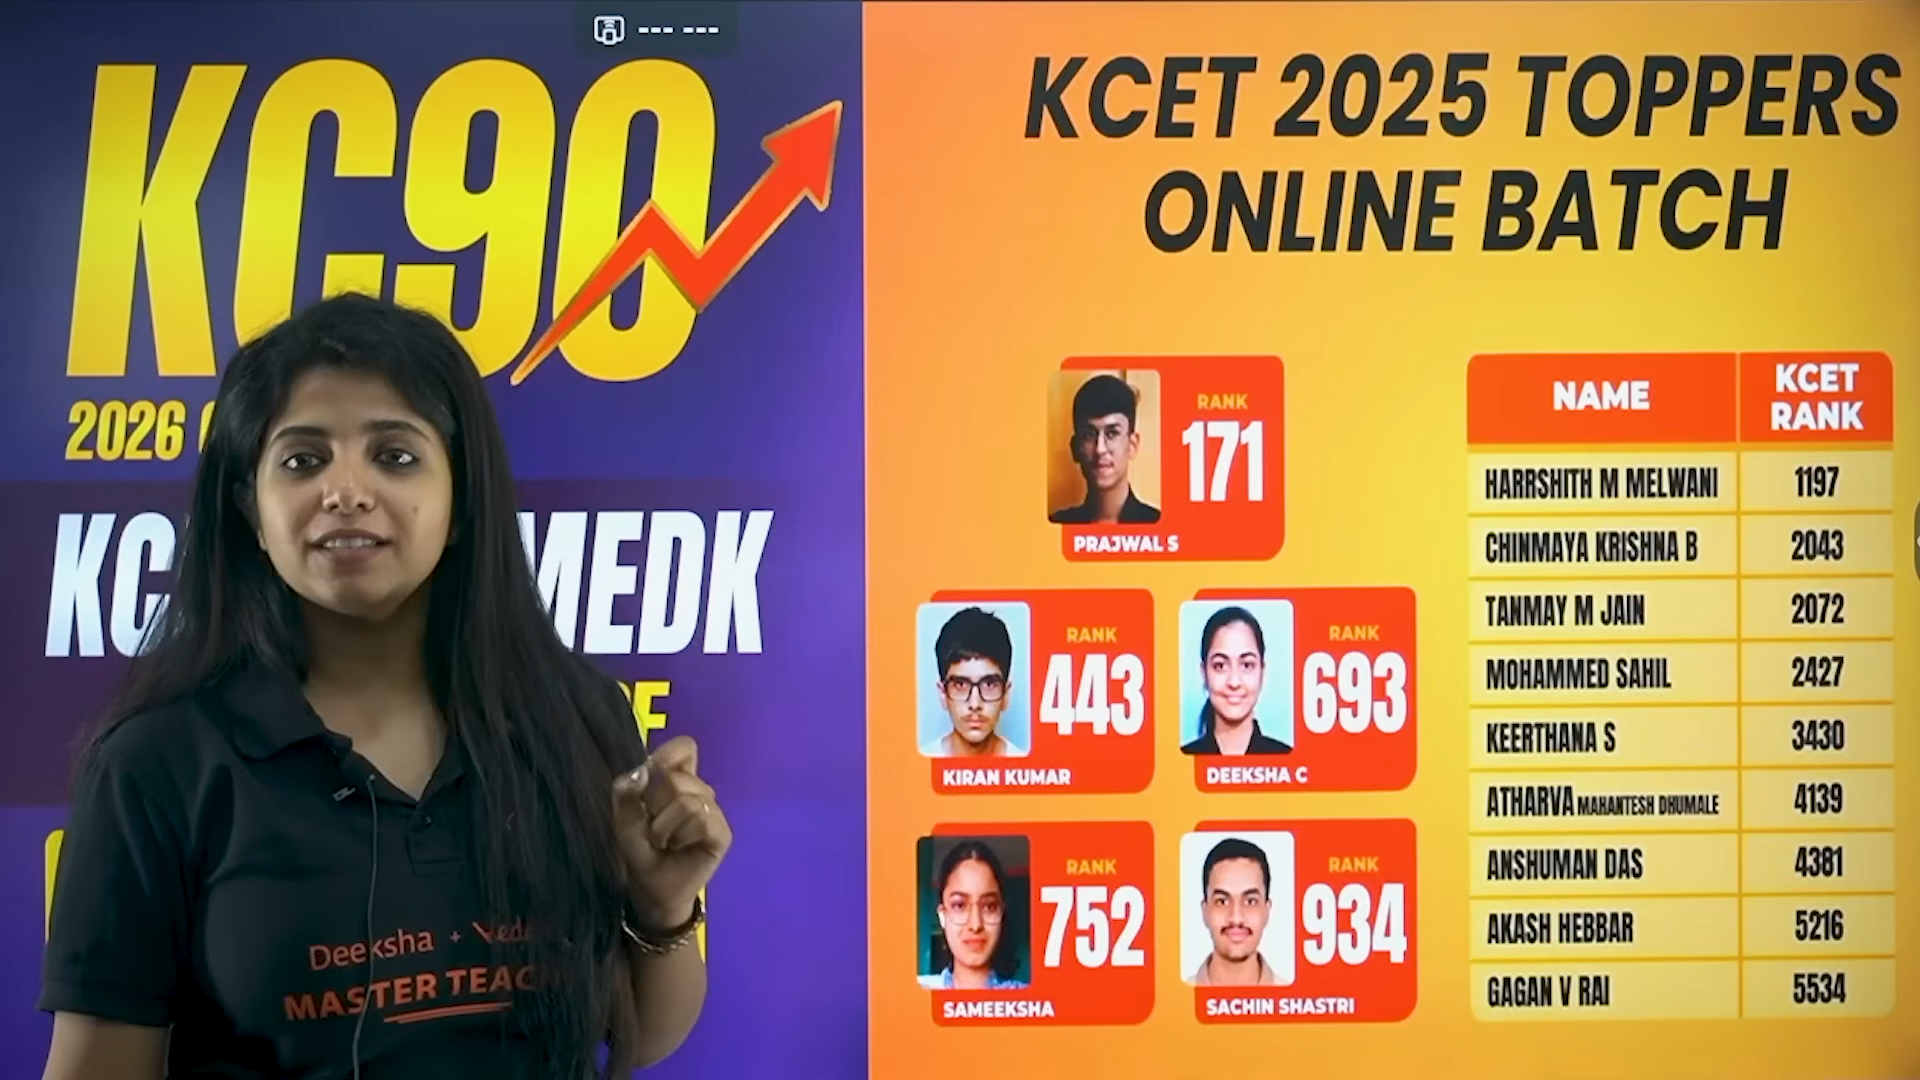 --- ---
KC90
2026
KC MEDK
Deeksha +
MASTER
KCET 2025 TOPPERS
ONLINE BATCH
RANK
171
PRAJWAL S
RANK
443
KIRAN KUMAR
RANK
693
DEEKSHA C
RANK
752
SAMEEKSHA
RANK
934
SACHIN SHASTRI
NAME KCET RANK
HARRSHITH M MELWANI 1197
CHINMAYA KRISHNA B 2043
TANMAY M JAIN 2072
MOHAMMED SAHIL 2427
KEERTHANA S 3430
ATHARVA MAHANTESH DHUMALE 4139
ANSHUMAN DAS 4381
AKASH HEBBAR 5216
GAGAN V RAI 5534